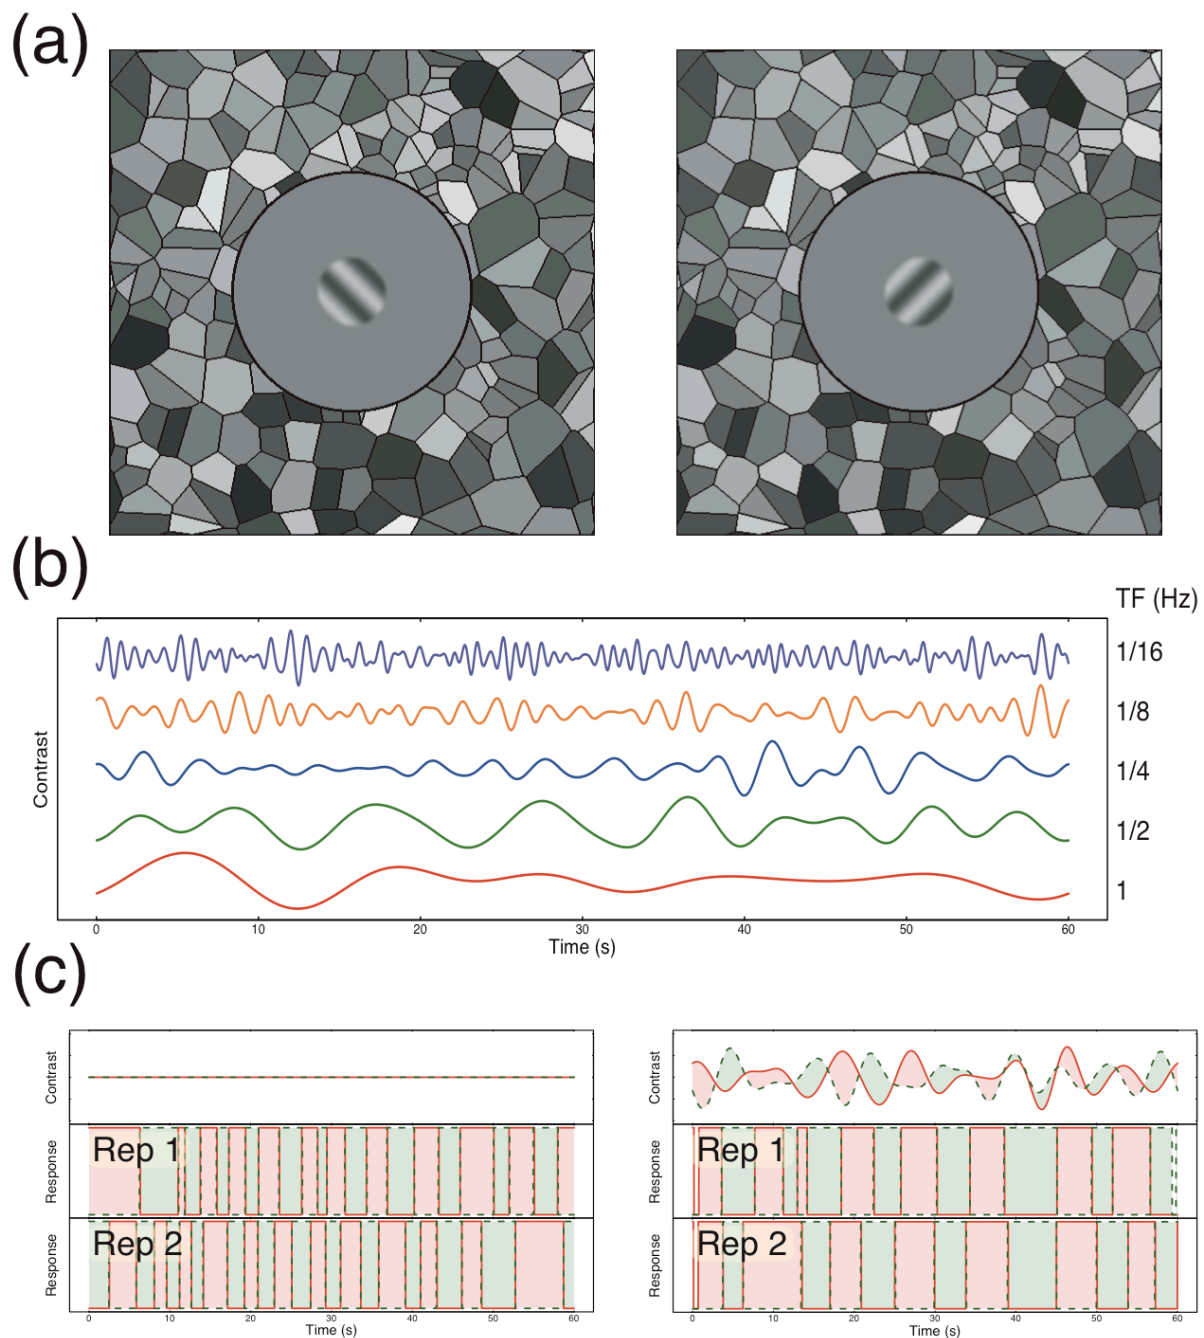 (a)
(b)
TF (Hz)
1/16
1/8
1/4
1/2
1
Contrast
0 10 20 30 40 50 60
Time (s)
(c)
Contrast
Rep 1
Response
Rep 2
Response
0 10 20 30 40 50 60
Time (s)
Contrast
Rep 1
Response
Rep 2
Response
0 10 20 30 40 50 60
Time (s)